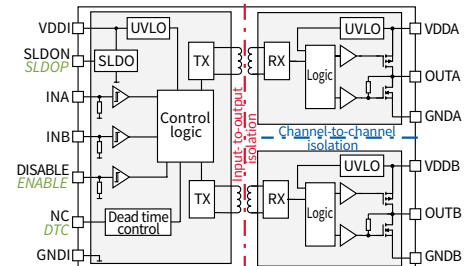 VDDI
SLDON
SLDOP
INA
INB
DISABLE
ENABLE
NC
DTC
GNDI
UVLO
SLDO
TX
Control
logic
TX
Dead time
control
Input-to-output
isolation
UVLO
RX
Logic
Channel-to-channel
isolation
UVLO
RX
Logic
VDDA
OUTA
GNDA
VDDB
OUTB
GNDB